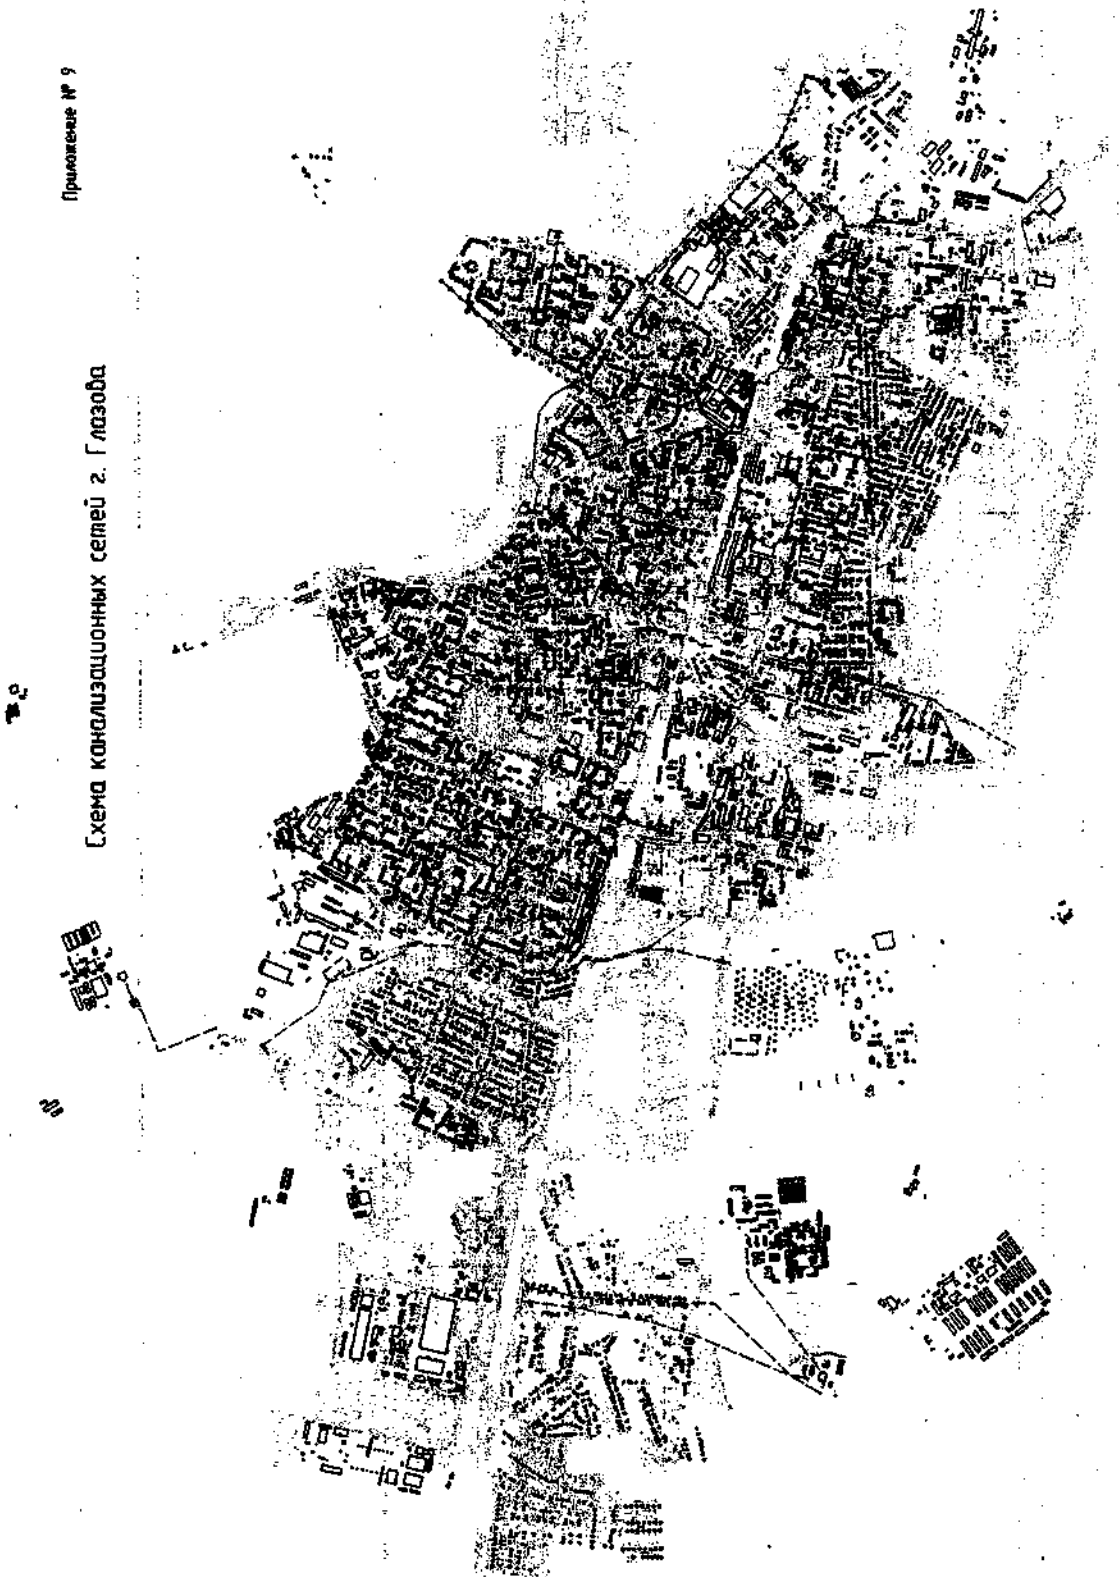 Приложение № 9
Схема канализационных сетей г. Глазова